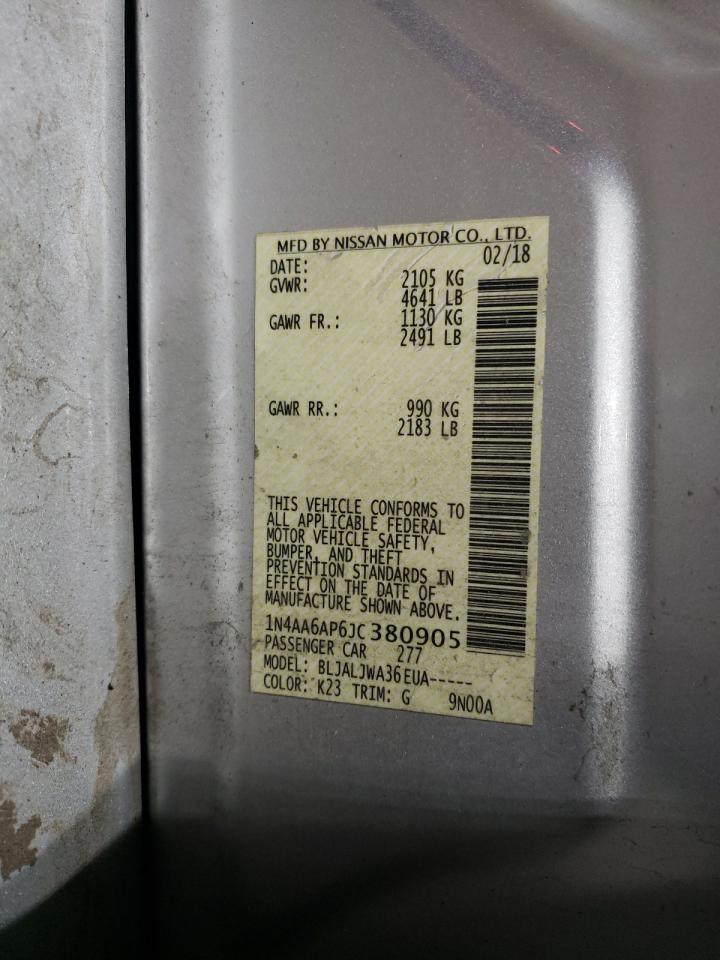 MFD BY NISSAN MOTOR CO., LTD.
DATE: 02/18
GVWR: 2105 KG
4641 LB
GAWR FR.: 1130 KG
2491 LB
GAWR RR.: 990 KG
2183 LB
THIS VEHICLE CONFORMS TO
ALL APPLICABLE FEDERAL
MOTOR VEHICLE SAFETY,
BUMPER, AND THEFT
PREVENTION STANDARDS IN
EFFECT ON THE DATE OF
MANUFACTURE SHOWN ABOVE.
1N4AA6AP6JC380905
PASSENGER CAR 277
MODEL: BLJALJWA36EUA-----
COLOR: K23 TRIM: G 9N00A